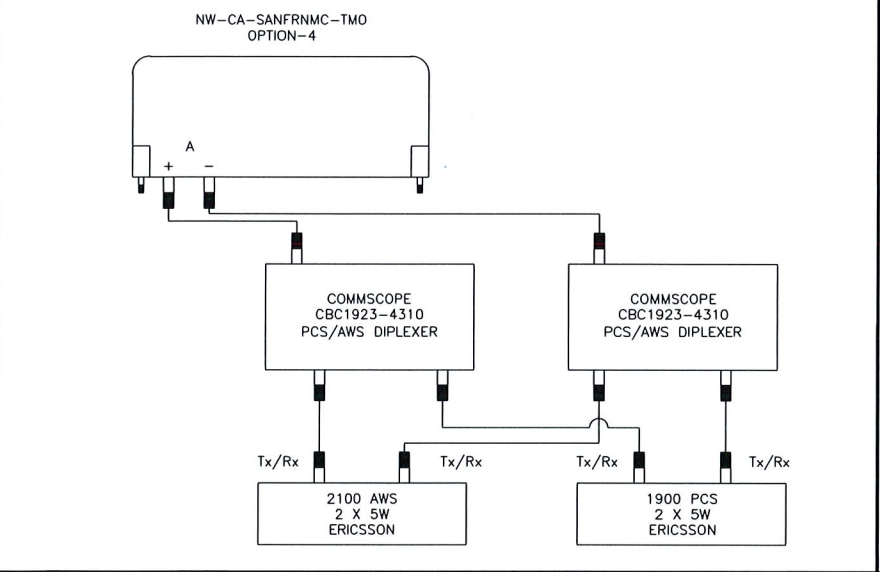 NW-CA-SANFRNMC-TMO
OPTION-4
A
+ -
COMMSCOPE
CBC1923-4310
PCS/AWS DIPLEXER
COMMSCOPE
CBC1923-4310
PCS/AWS DIPLEXER
Tx/Rx Tx/Rx Tx/Rx Tx/Rx
2100 AWS
2 X 5W
ERICSSON
1900 PCS
2 X 5W
ERICSSON